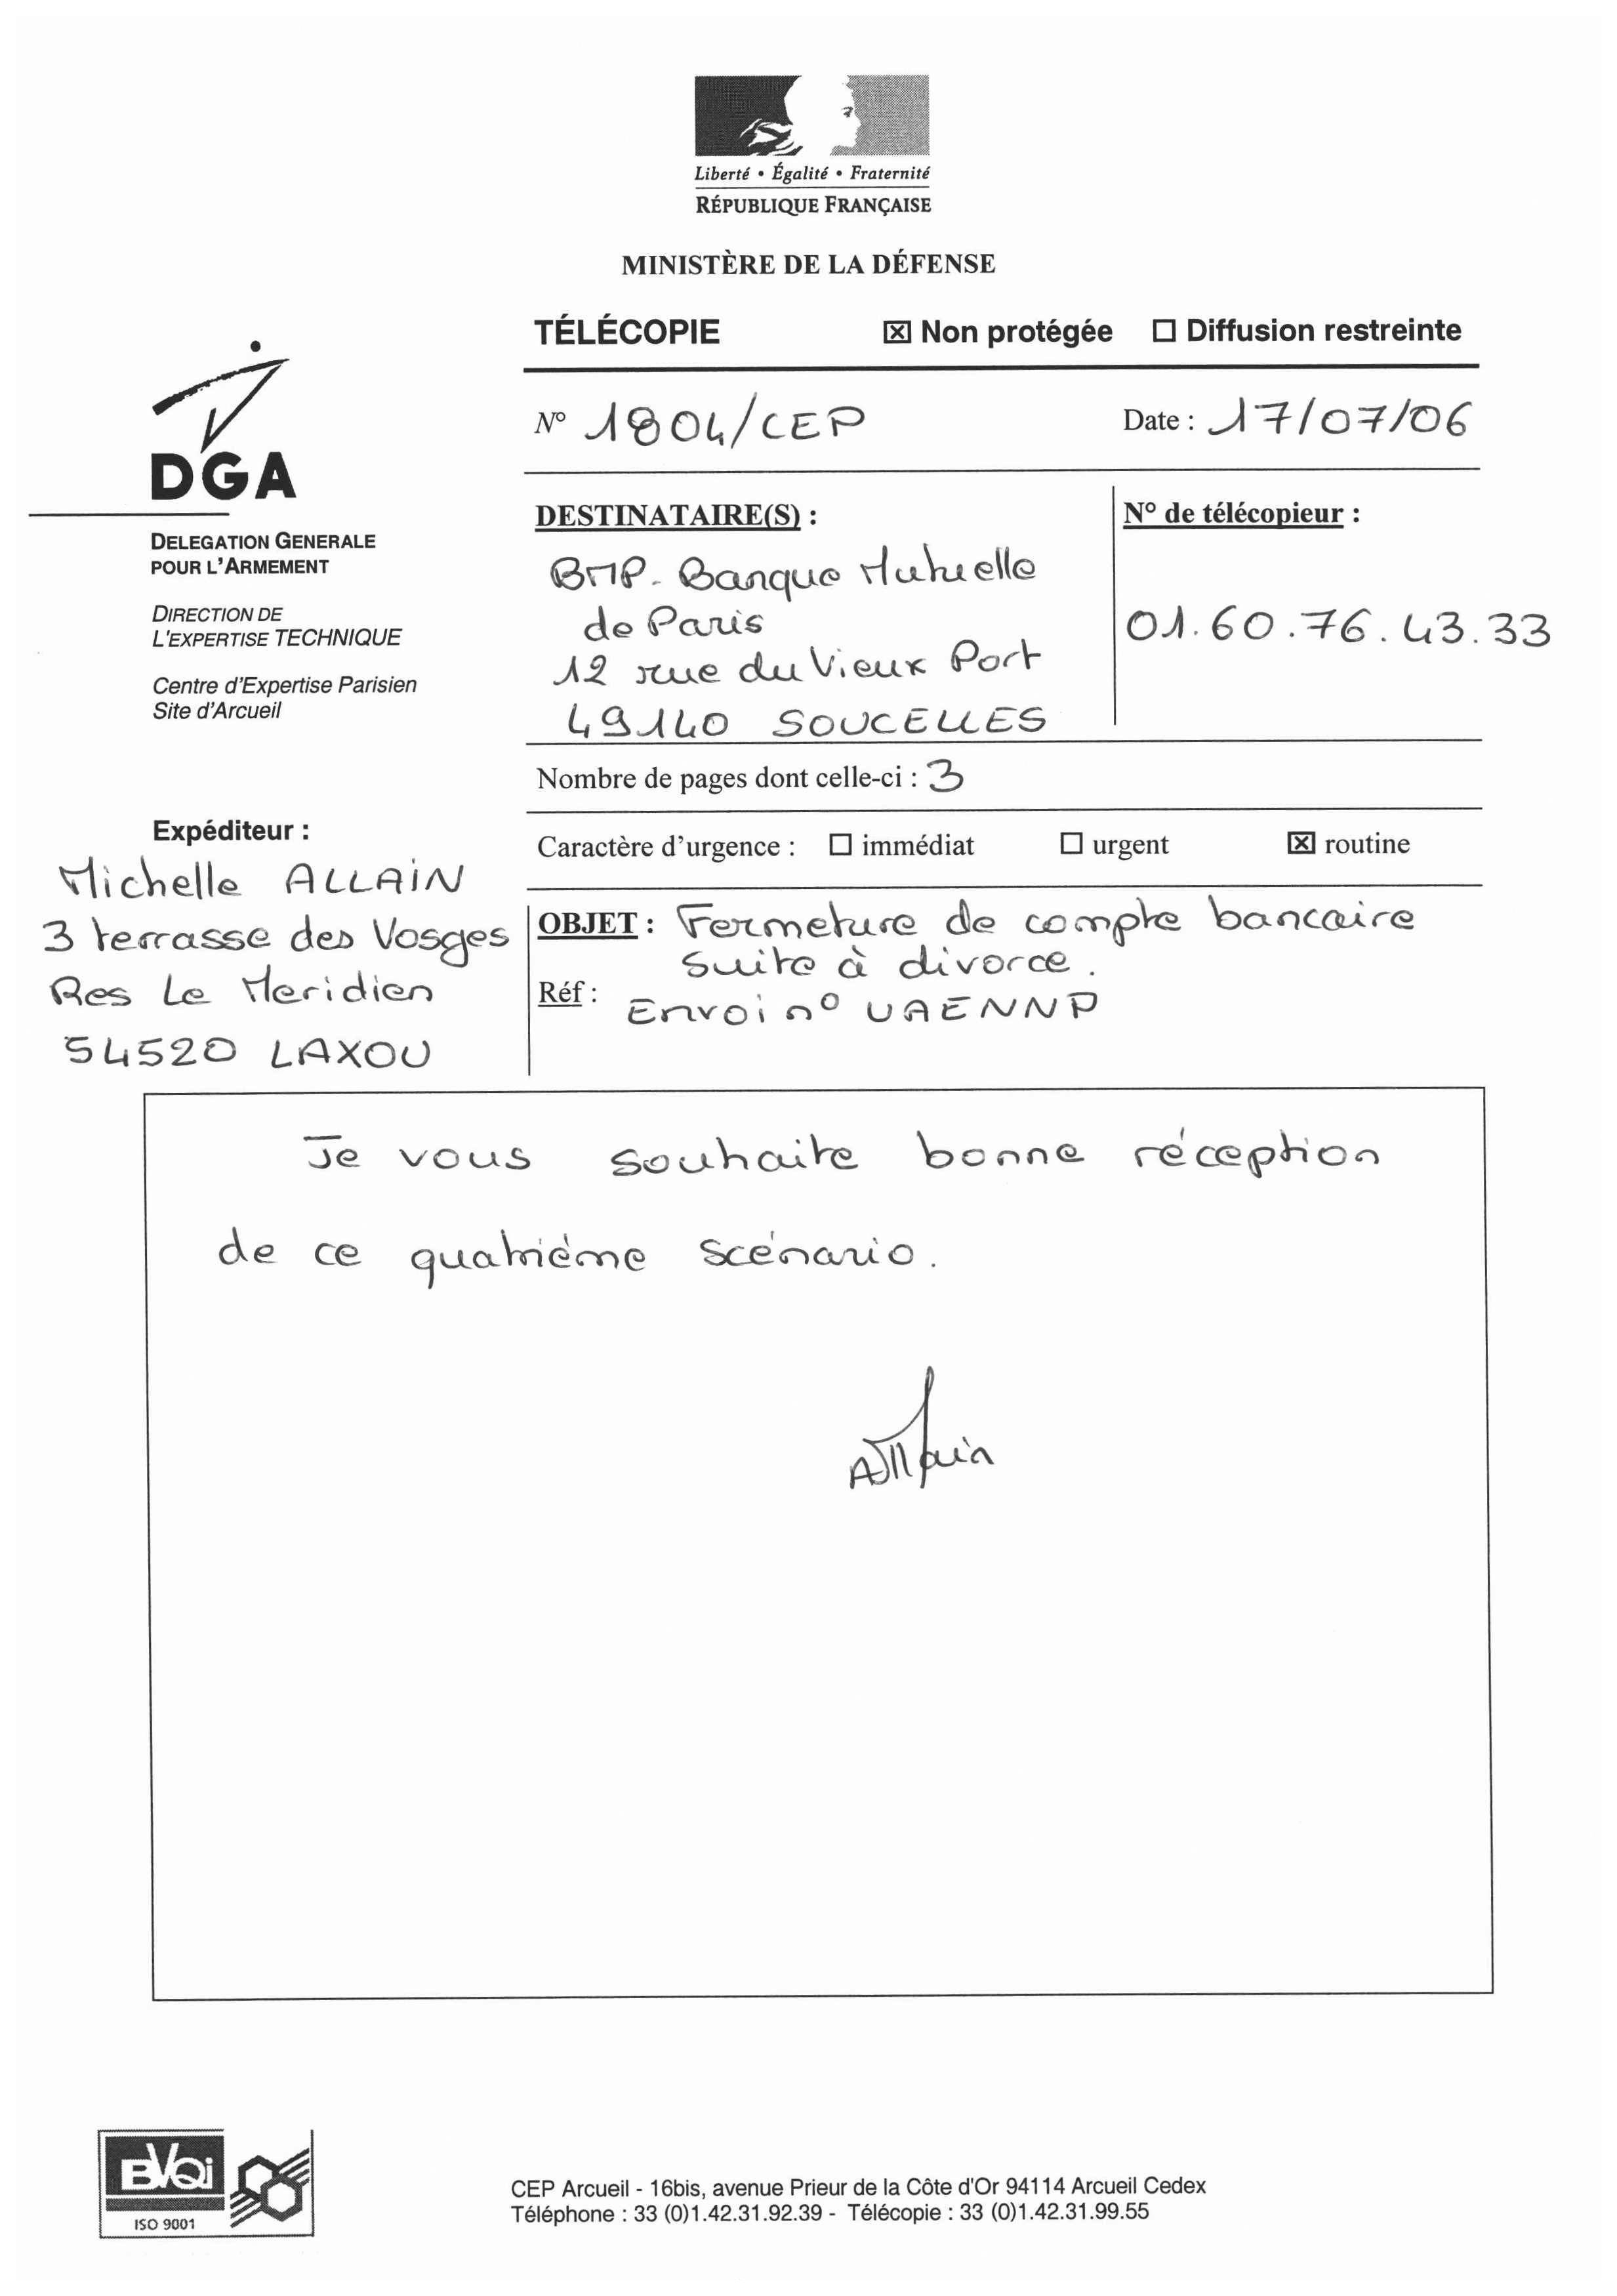 Liberté • Égalité • Fraternité
RÉPUBLIQUE FRANÇAISE
MINISTÈRE DE LA DÉFENSE
TÉLÉCOPIE ☒ Non protégée ☐ Diffusion restreinte
N° 1804/CEP Date : 17/07/06
DGA
DELEGATION GENERALE
POUR L'ARMEMENT
DIRECTION DE
L'EXPERTISE TECHNIQUE
Centre d'Expertise Parisien
Site d'Arcueil
DESTINATAIRE(S) :
BMP- Banque Mutuelle
de Paris
12 rue du Vieux Port
49140 SOUCELLES
N° de télécopieur :
01.60.76.43.33
Nombre de pages dont celle-ci : 3
Caractère d'urgence : ☐ immédiat ☐ urgent ☒ routine
Expéditeur :
Michelle ALLAIN
3 terrasse des Vosges
Res Le Meridien
54520 LAXOU
OBJET : Fermeture de compte bancaire
suite à divorce.
Réf : Envoi n° UAENNP
Je vous souhaite bonne réception
de ce quatrième scénario.
Allain
BVQi
ISO 9001
CEP Arcueil - 16bis, avenue Prieur de la Côte d'Or 94114 Arcueil Cedex
Téléphone : 33 (0)1.42.31.92.39 - Télécopie : 33 (0)1.42.31.99.55